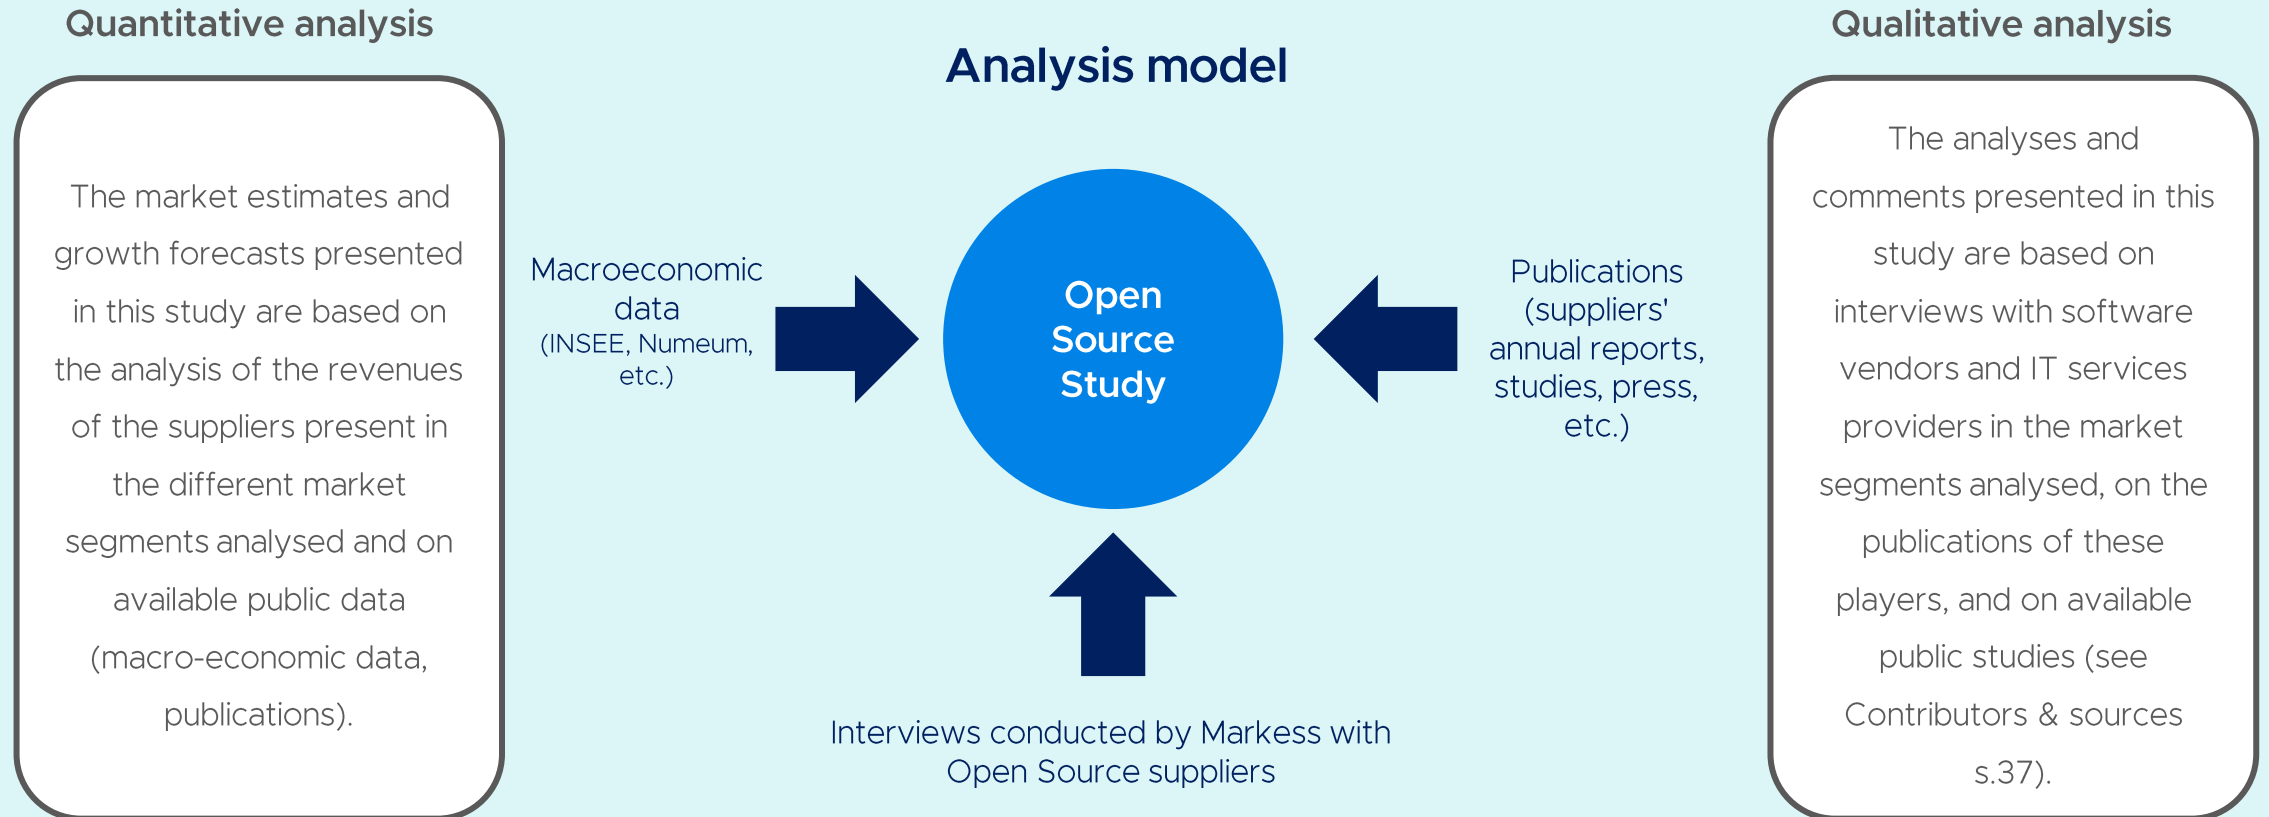 Quantitative analysis
The market estimates and
growth forecasts presented
in this study are based on
the analysis of the revenues
of the suppliers present in
the different market
segments analysed and on
available public data
(macro-economic data,
publications).
Analysis model
Macroeconomic
data
(INSEE, Numeum,
etc.)
Open
Source
Study
Publications
(suppliers'
annual reports,
studies, press,
etc.)
Interviews conducted by Markess with
Open Source suppliers
Qualitative analysis
The analyses and
comments presented in this
study are based on
interviews with software
vendors and IT services
providers in the market
segments analysed, on the
publications of these
players, and on available
public studies (see
Contributors & sources
s.37).